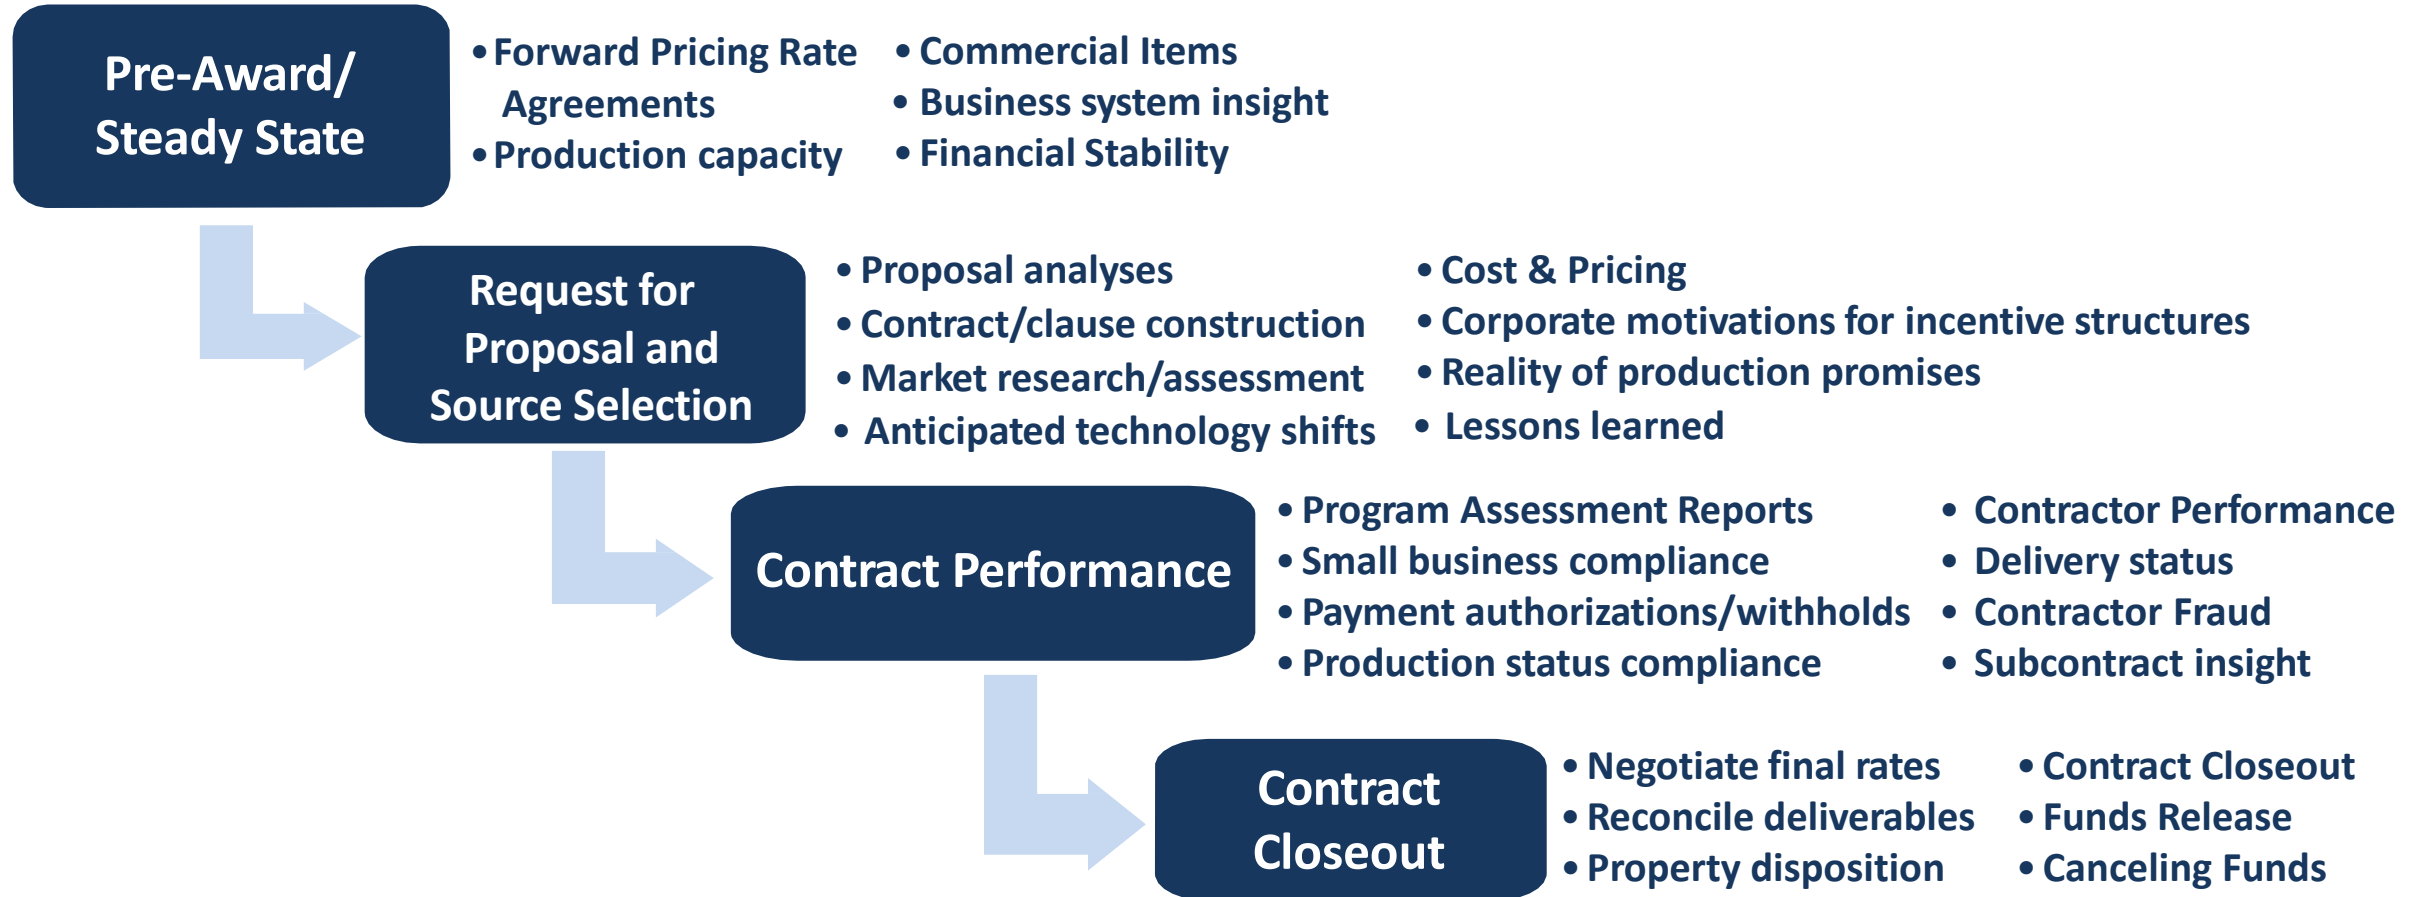 Pre-Award/
Steady State
• Forward Pricing Rate
Agreements
• Production capacity
• Commercial Items
• Business system insight
• Financial Stability
Request for
Proposal and
Source Selection
• Proposal analyses
• Contract/clause construction
• Market research/assessment
• Anticipated technology shifts
• Cost & Pricing
• Corporate motivations for incentive structures
• Reality of production promises
• Lessons learned
Contract Performance
• Program Assessment Reports
• Small business compliance
• Payment authorizations/withholds
• Production status compliance
• Contractor Performance
• Delivery status
• Contractor Fraud
• Subcontract insight
Contract
Closeout
• Negotiate final rates
• Reconcile deliverables
• Property disposition
• Contract Closeout
• Funds Release
• Canceling Funds